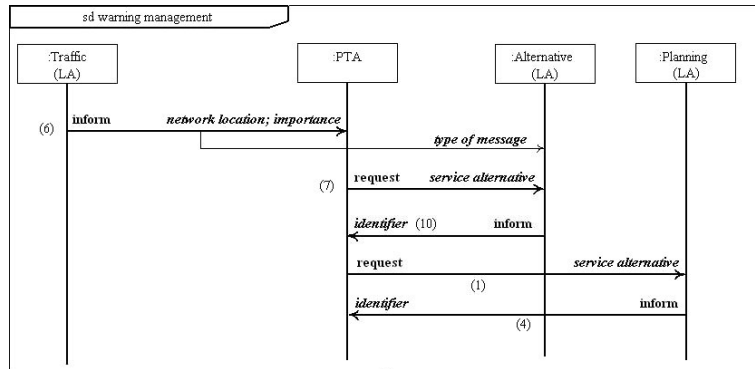 sd warning management
:Traffic
(LA)
:PTA
:Alternative
(LA)
:Planning
(LA)
(6) inform network location; importance
type of message
(7) request service alternative
identifier (10) inform
request service alternative
(1)
identifier inform
(4)